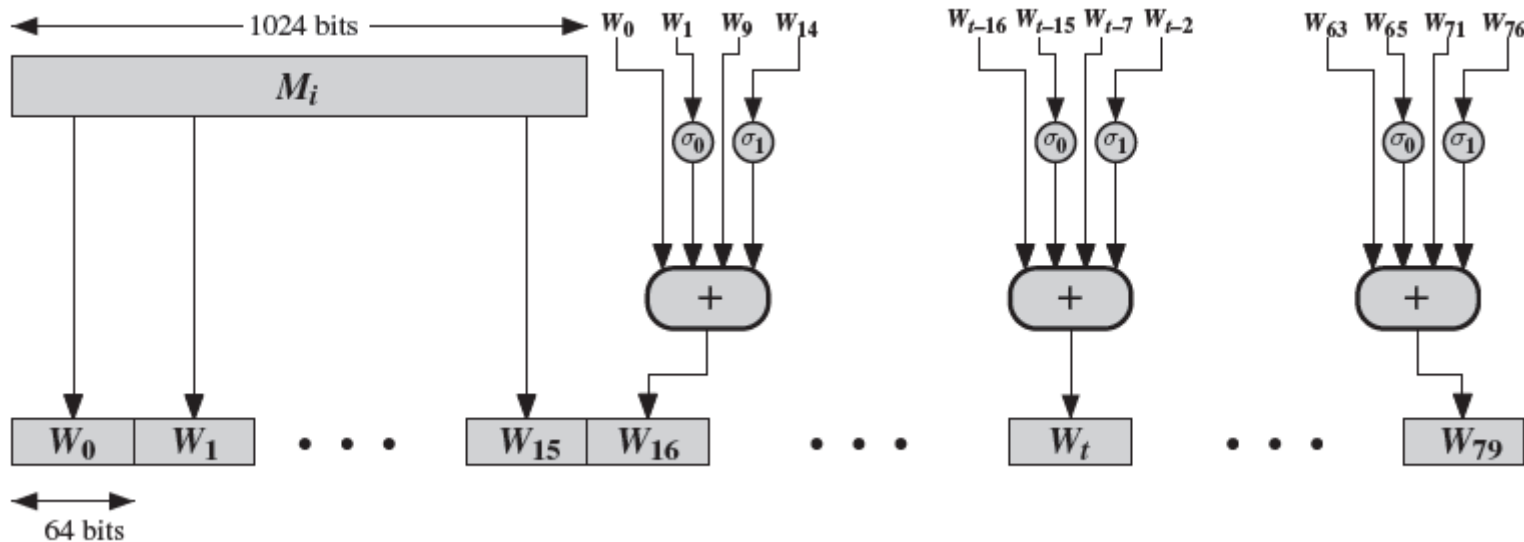 1024 bits
W0 W1 W9 W14
Wt–16 Wt–15 Wt–7 Wt–2
W63 W65 W71 W76
Mi
σ0 σ1
σ0 σ1
σ0 σ1
+
+
+
W0 W1 • • • W15 W16 • • • Wt • • • W79
64 bits